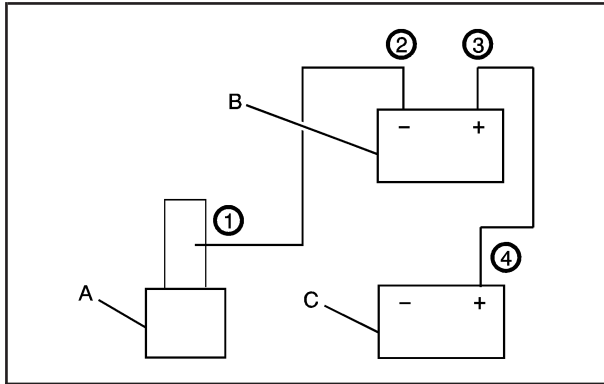 ② ③
B
− +
①
④
A
C
− +